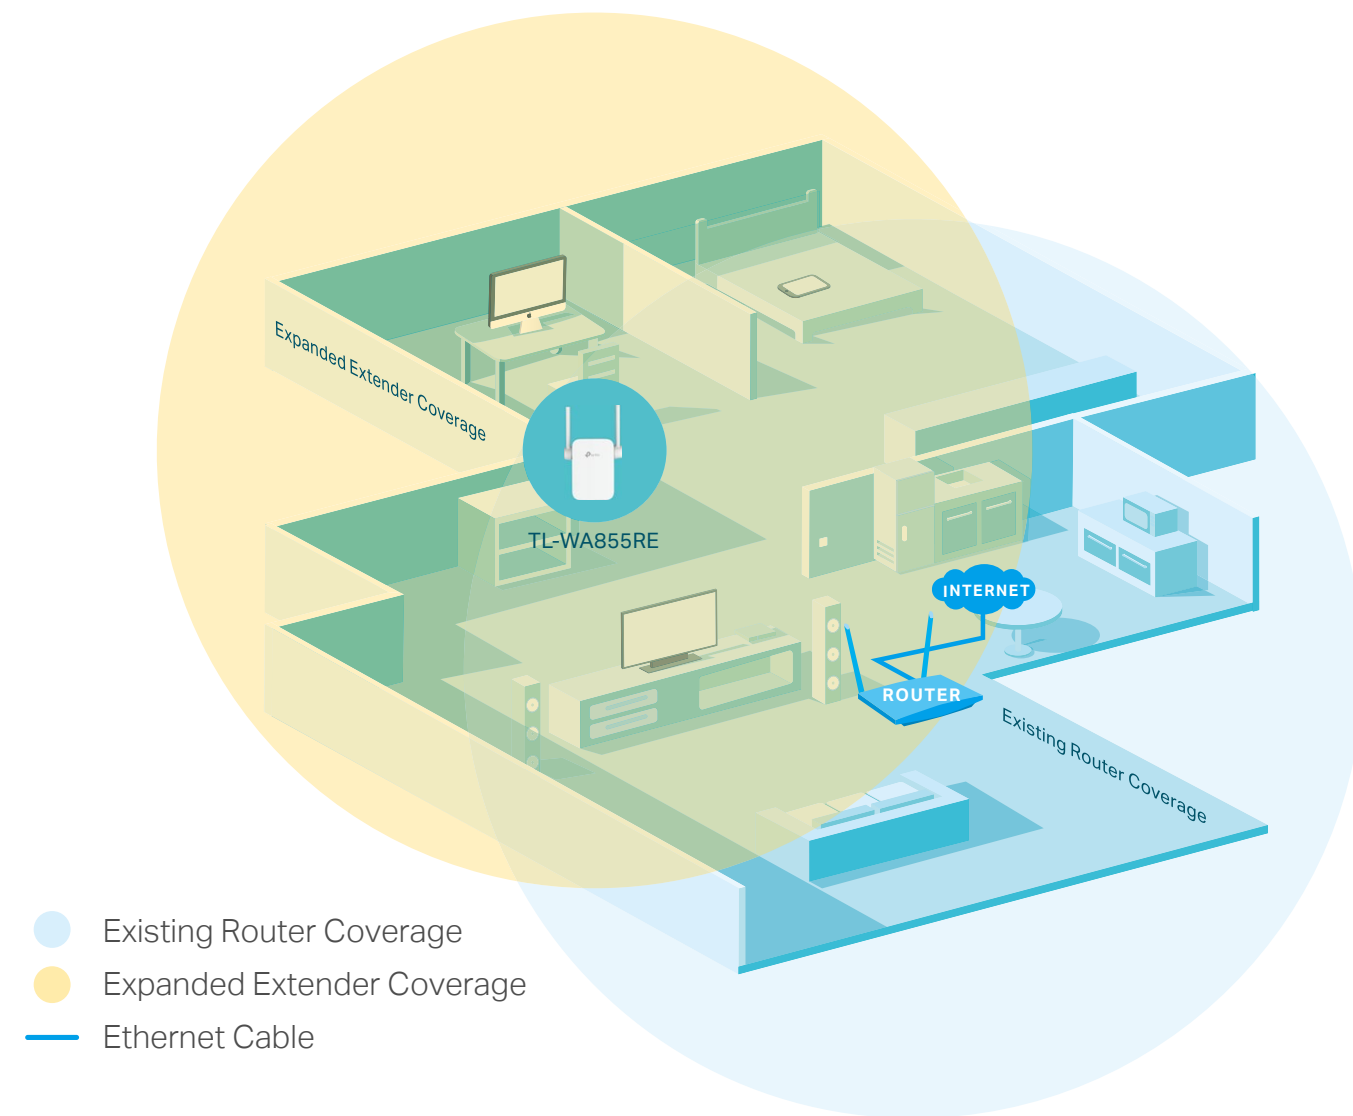 Expanded Extender Coverage
TL-WA855RE
INTERNET
ROUTER
Existing Router Coverage
Existing Router Coverage
Expanded Extender Coverage
Ethernet Cable